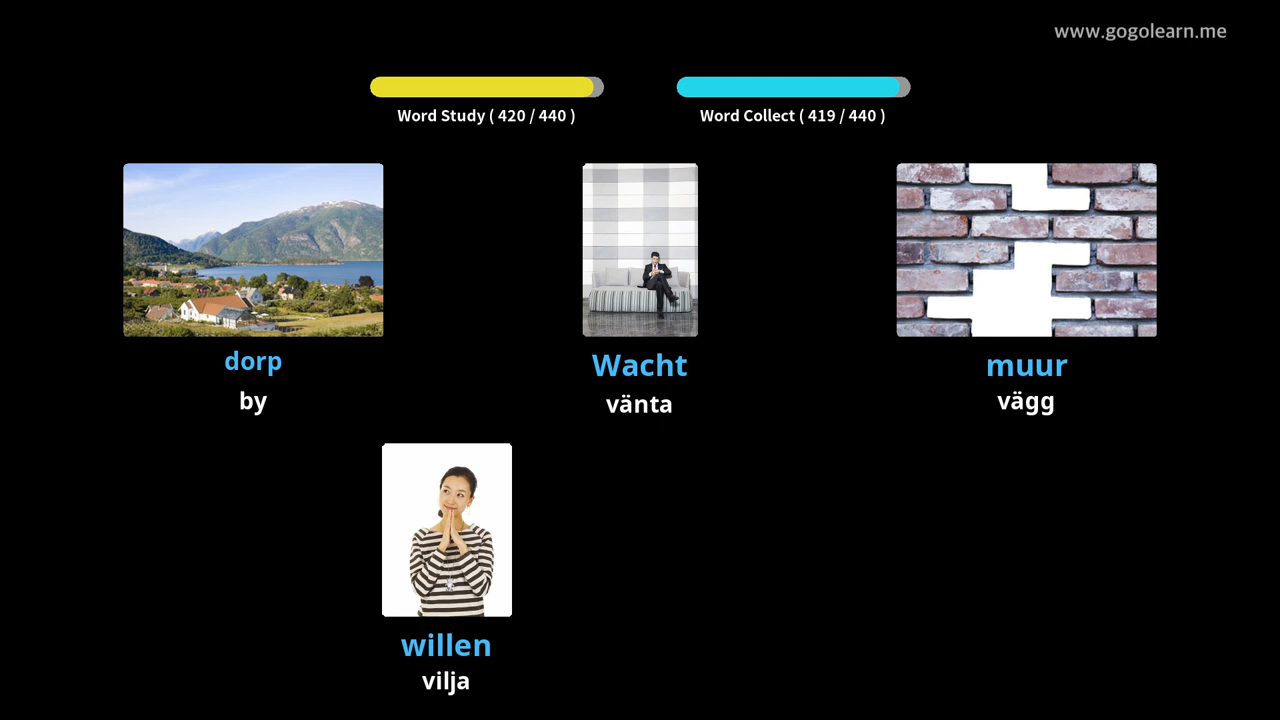 www.gogolearn.me
Word Study ( 420 / 440 )
Word Collect ( 419 / 440 )
dorp
by
Wacht
vänta
muur
vägg
willen
vilja